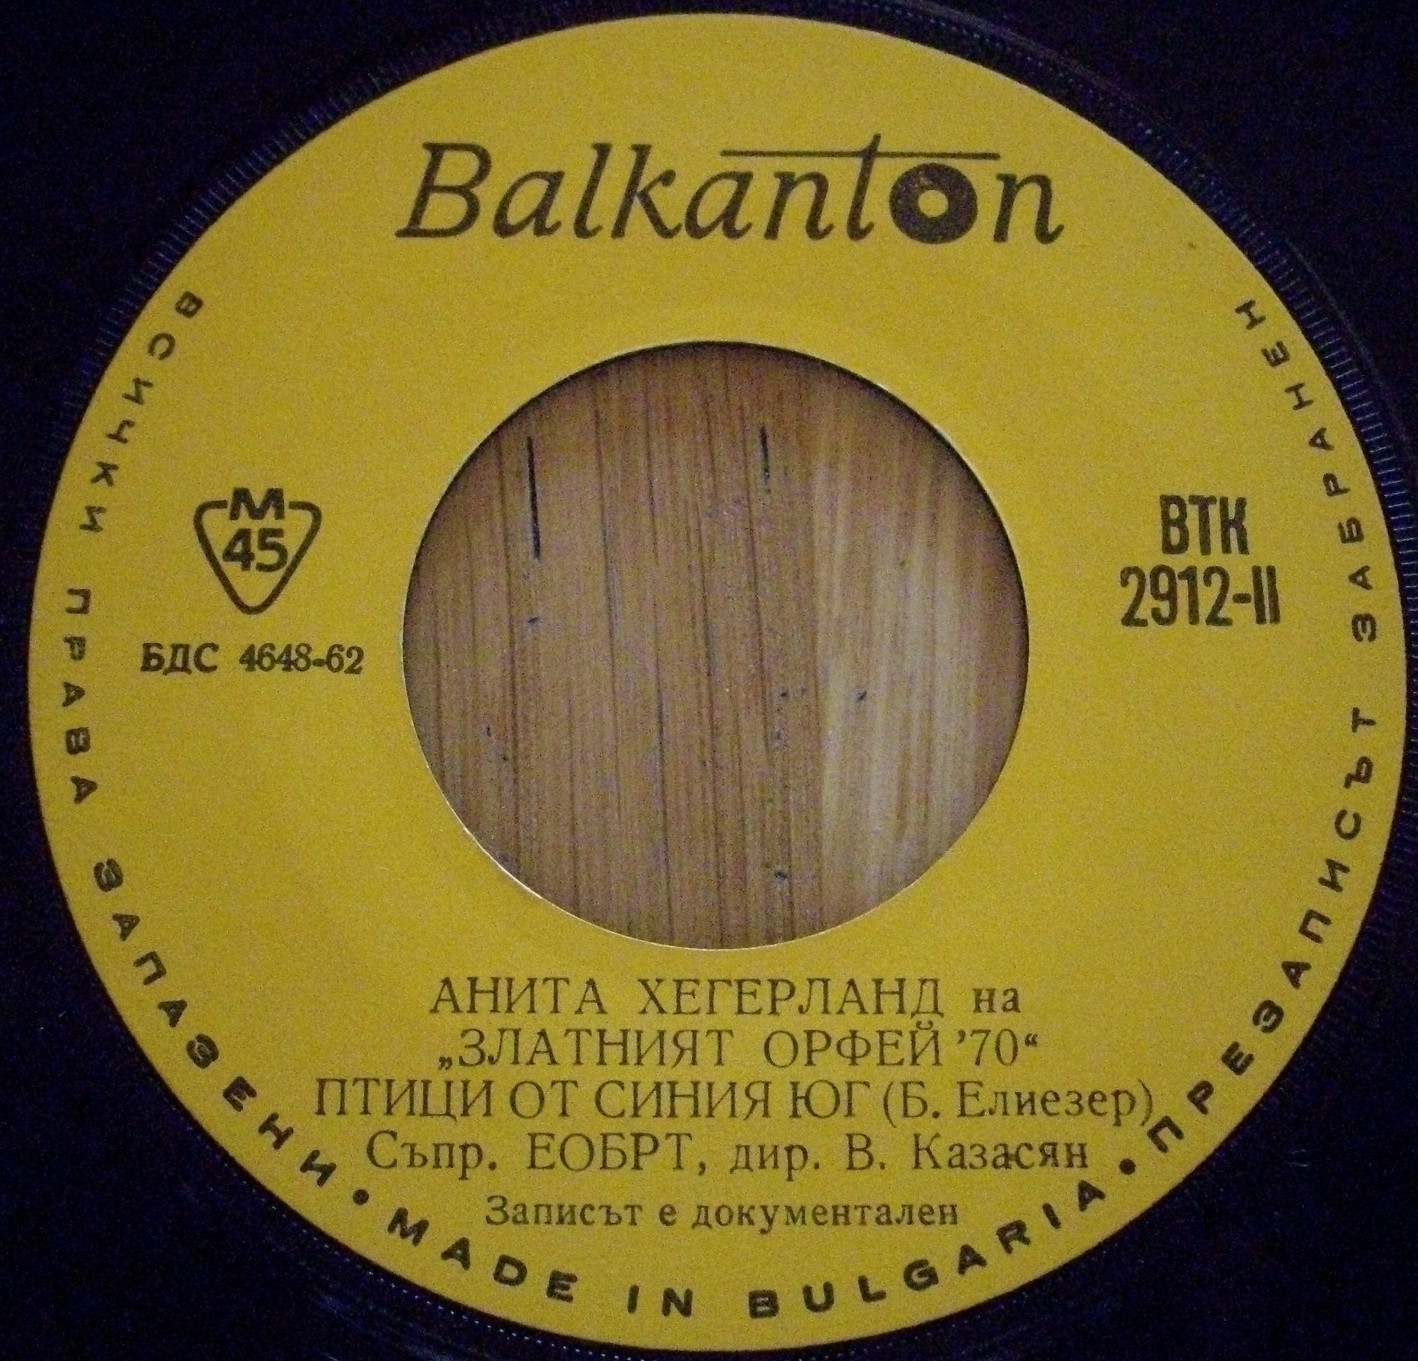 Balkanton
ВСИЧКИ ПРАВА ЗАПАЗЕНИ • MADE IN BULGARIA • ПРЕЗАПИСЪТ ЗАБРАНЕН
М
45
БДС 4648-62
ВТК
2912-II
АНИТА ХЕГЕРЛАНД на
„ЗЛАТНИЯТ ОРФЕЙ ’70“
ПТИЦИ ОТ СИНИЯ ЮГ (Б. Елиезер)
Съпр. ЕОБРТ, дир. В. Казасян
Записът е документален